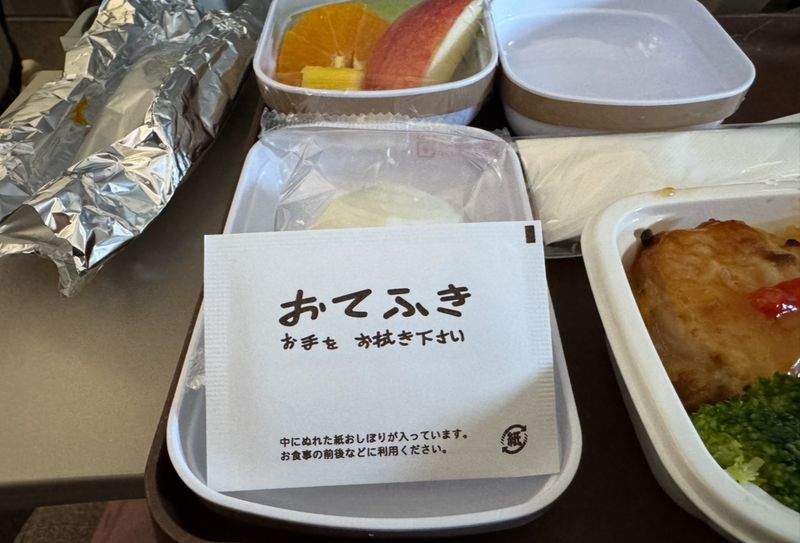 おてふき
お手を お拭き下さい
中にぬれた紙おしぼりが入っています。
お食事の前後などに利用ください。
紙